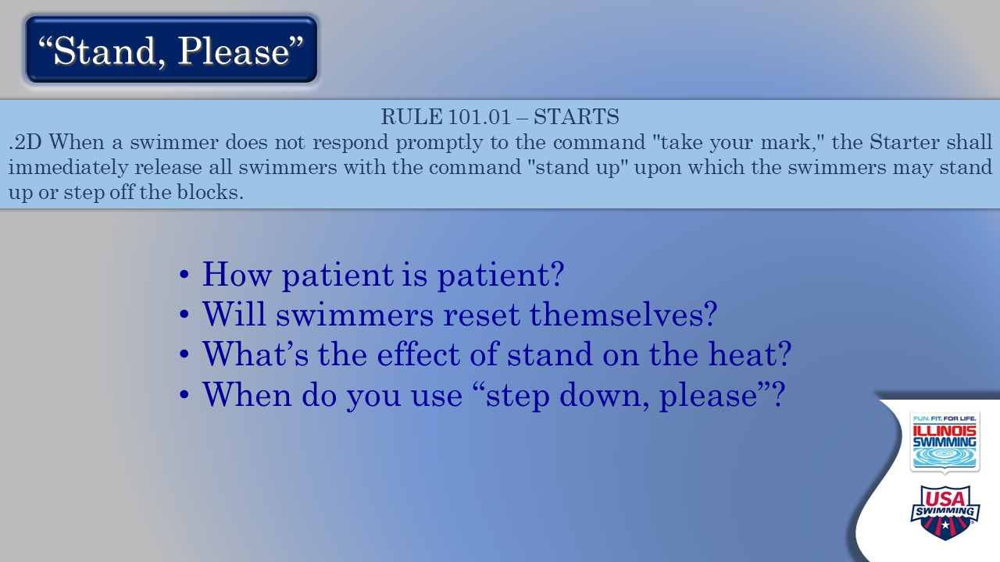 “Stand, Please”
RULE 101.01 – STARTS
.2D When a swimmer does not respond promptly to the command "take your mark," the Starter shall
immediately release all swimmers with the command "stand up" upon which the swimmers may stand
up or step off the blocks.
• How patient is patient?
• Will swimmers reset themselves?
• What’s the effect of stand on the heat?
• When do you use “step down, please”?
FUN. FIT. FOR LIFE.
ILLINOIS
SWIMMING
USA
SWIMMING
®